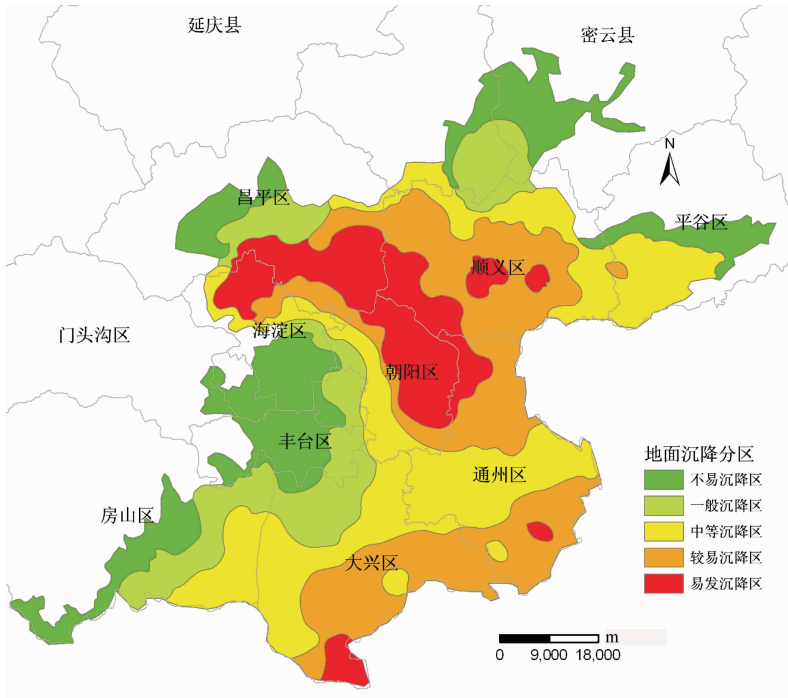 延庆县
密云县
N
昌平区
平谷区
顺义区
海淀区
门头沟区
朝阳区
丰台区
通州区
房山区
大兴区
地面沉降分区
不易沉降区
一般沉降区
中等沉降区
较易沉降区
易发沉降区
m
0 9,000 18,000